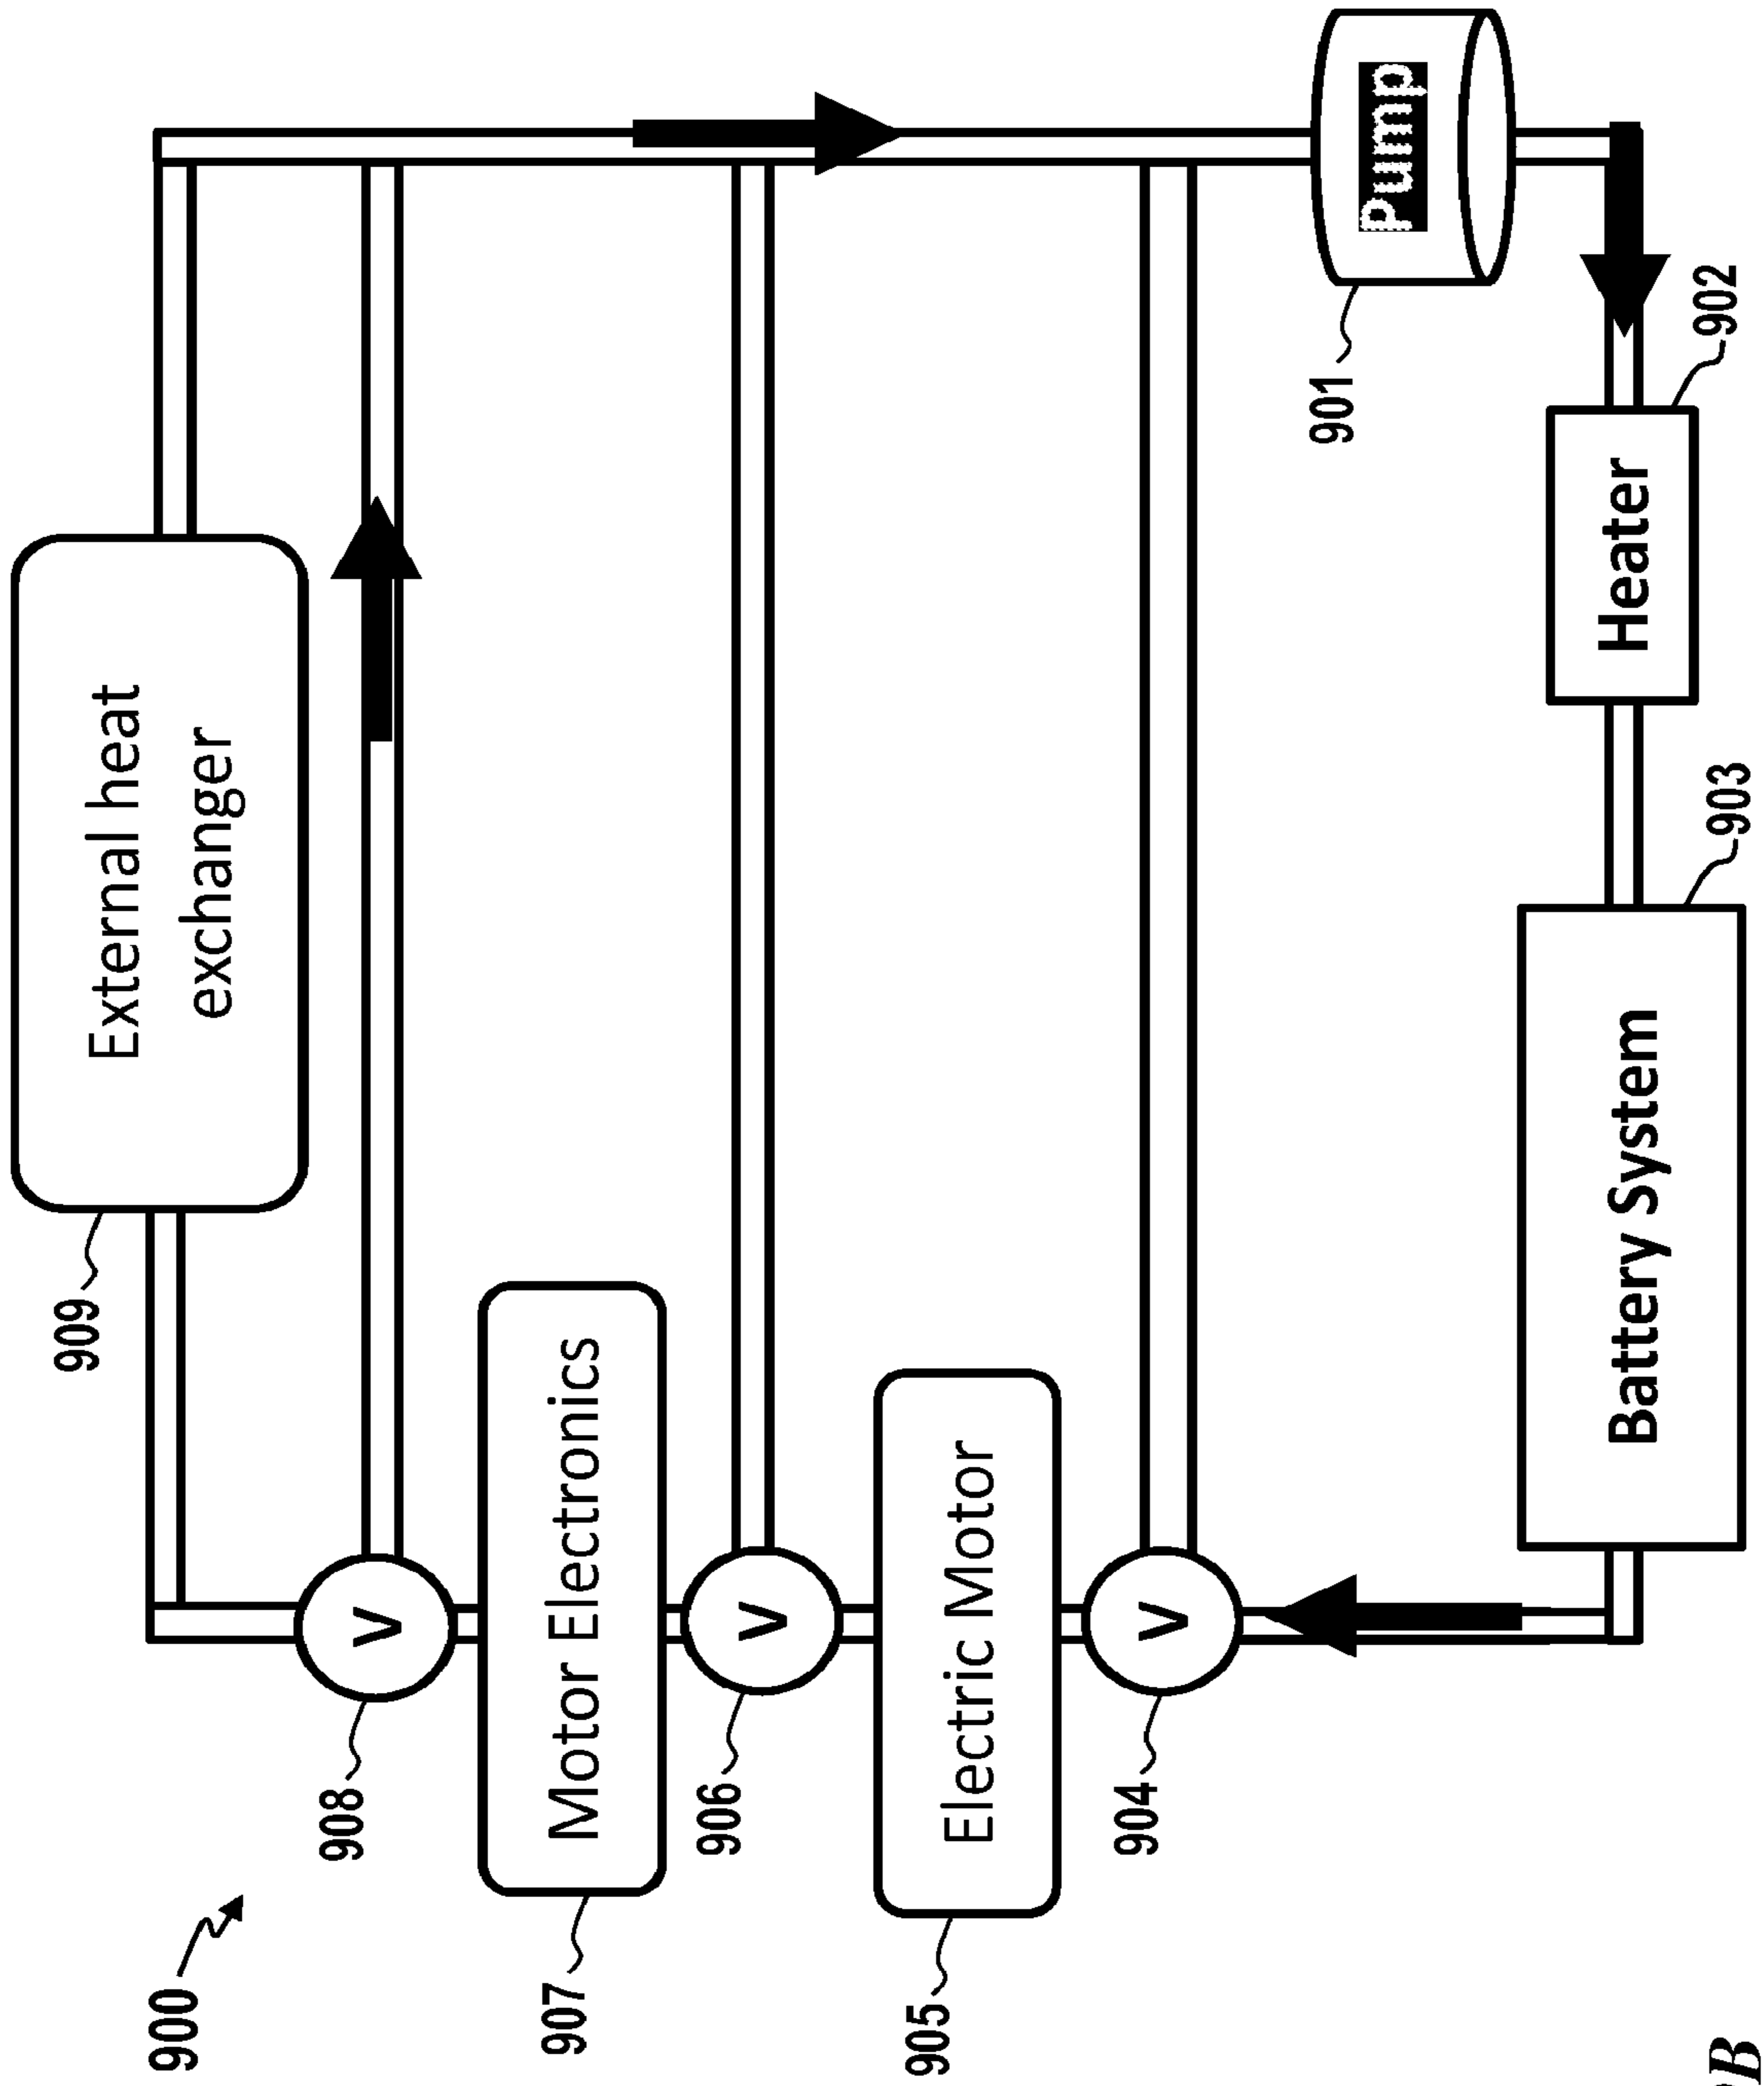 909
External heat
exchanger
900
908
V
907
Motor Electronics
906
V
905
Electric Motor
904
V
901
Pump
Heater
902
Battery System
903